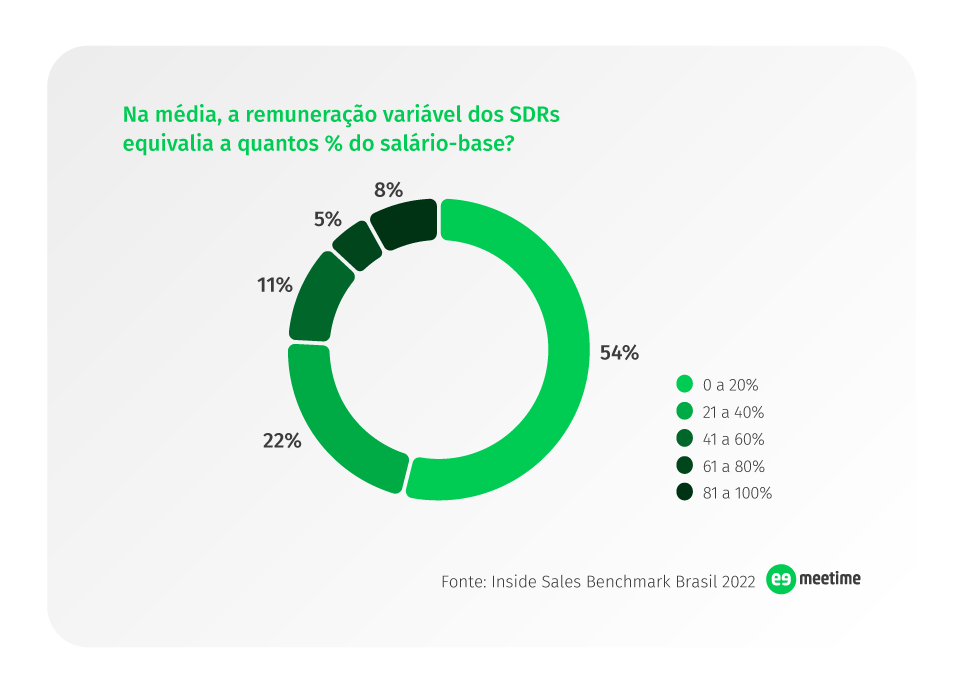 Na média, a remuneração variável dos SDRs
equivalia a quantos % do salário-base?
8%
5%
11%
54%
22%
0 a 20%
21 a 40%
41 a 60%
61 a 80%
81 a 100%
Fonte: Inside Sales Benchmark Brasil 2022
meetime